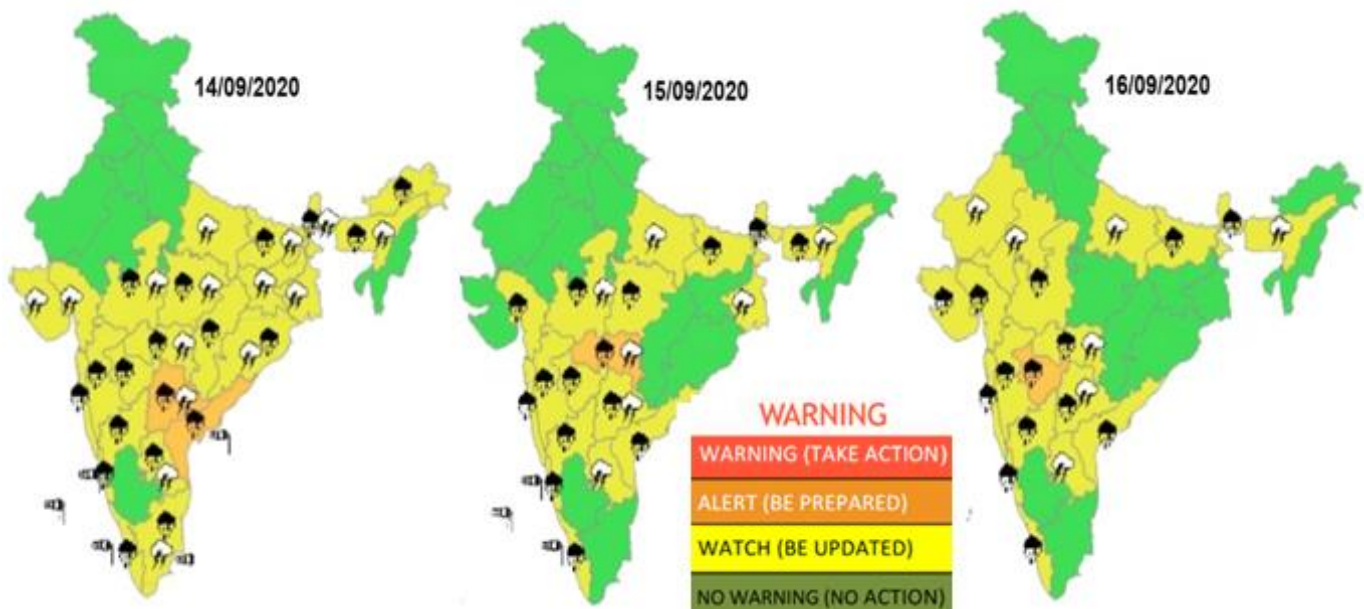 14/09/2020
15/09/2020
16/09/2020
WARNING
WARNING (TAKE ACTION)
ALERT (BE PREPARED)
WATCH (BE UPDATED)
NO WARNING (NO ACTION)